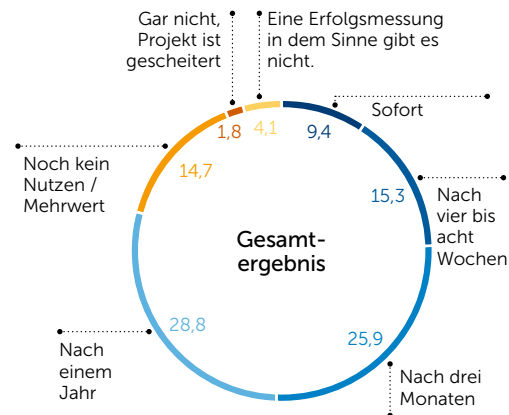 Gar nicht,
Projekt ist
gescheitert
Eine Erfolgsmessung
in dem Sinne gibt es
nicht.
Sofort
1,8
4,1
9,4
Noch kein
Nutzen /
Mehrwert
14,7
15,3
Nach
vier bis
acht
Wochen
Gesamt-
ergebnis
28,8
25,9
Nach
einem
Jahr
Nach drei
Monaten